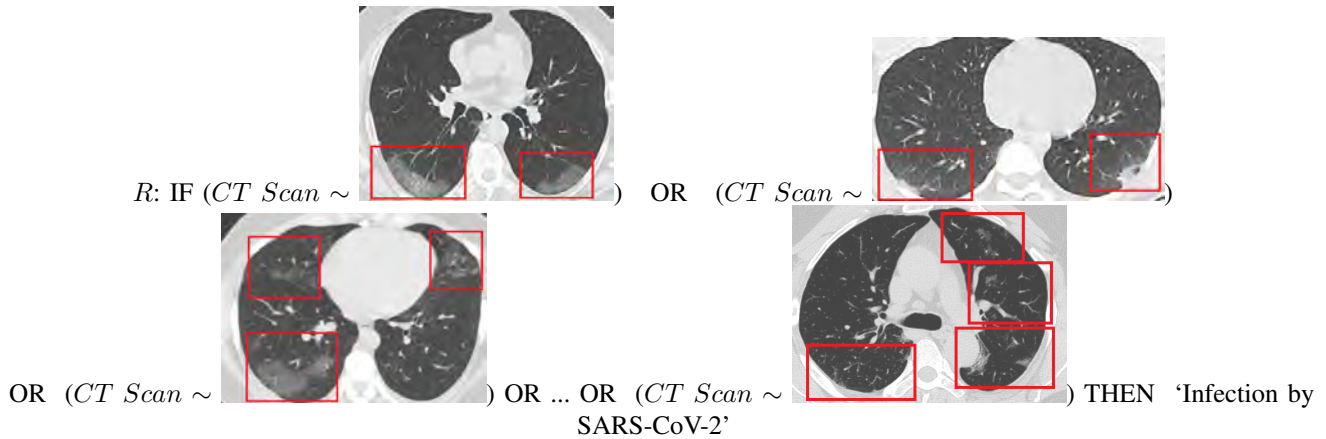 R: IF (CT Scan ∼ ) OR (CT Scan ∼ )
OR (CT Scan ∼ ) OR ... OR (CT Scan ∼ ) THEN 'Infection by
SARS-CoV-2'